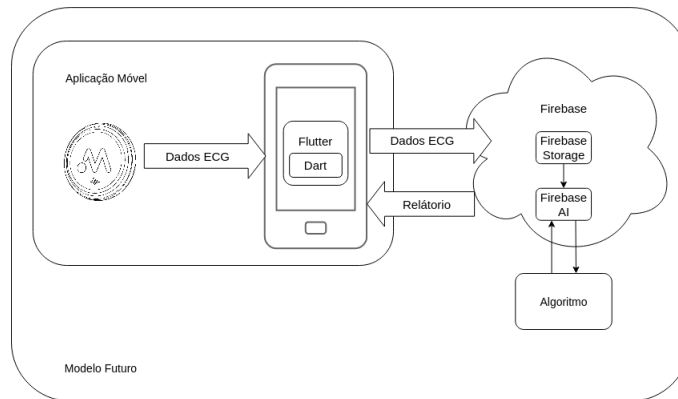 Aplicação Móvel
Dados ECG
Flutter
Dart
Dados ECG
Relátorio
Firebase
Firebase
Storage
Firebase
AI
Algoritmo
Modelo Futuro